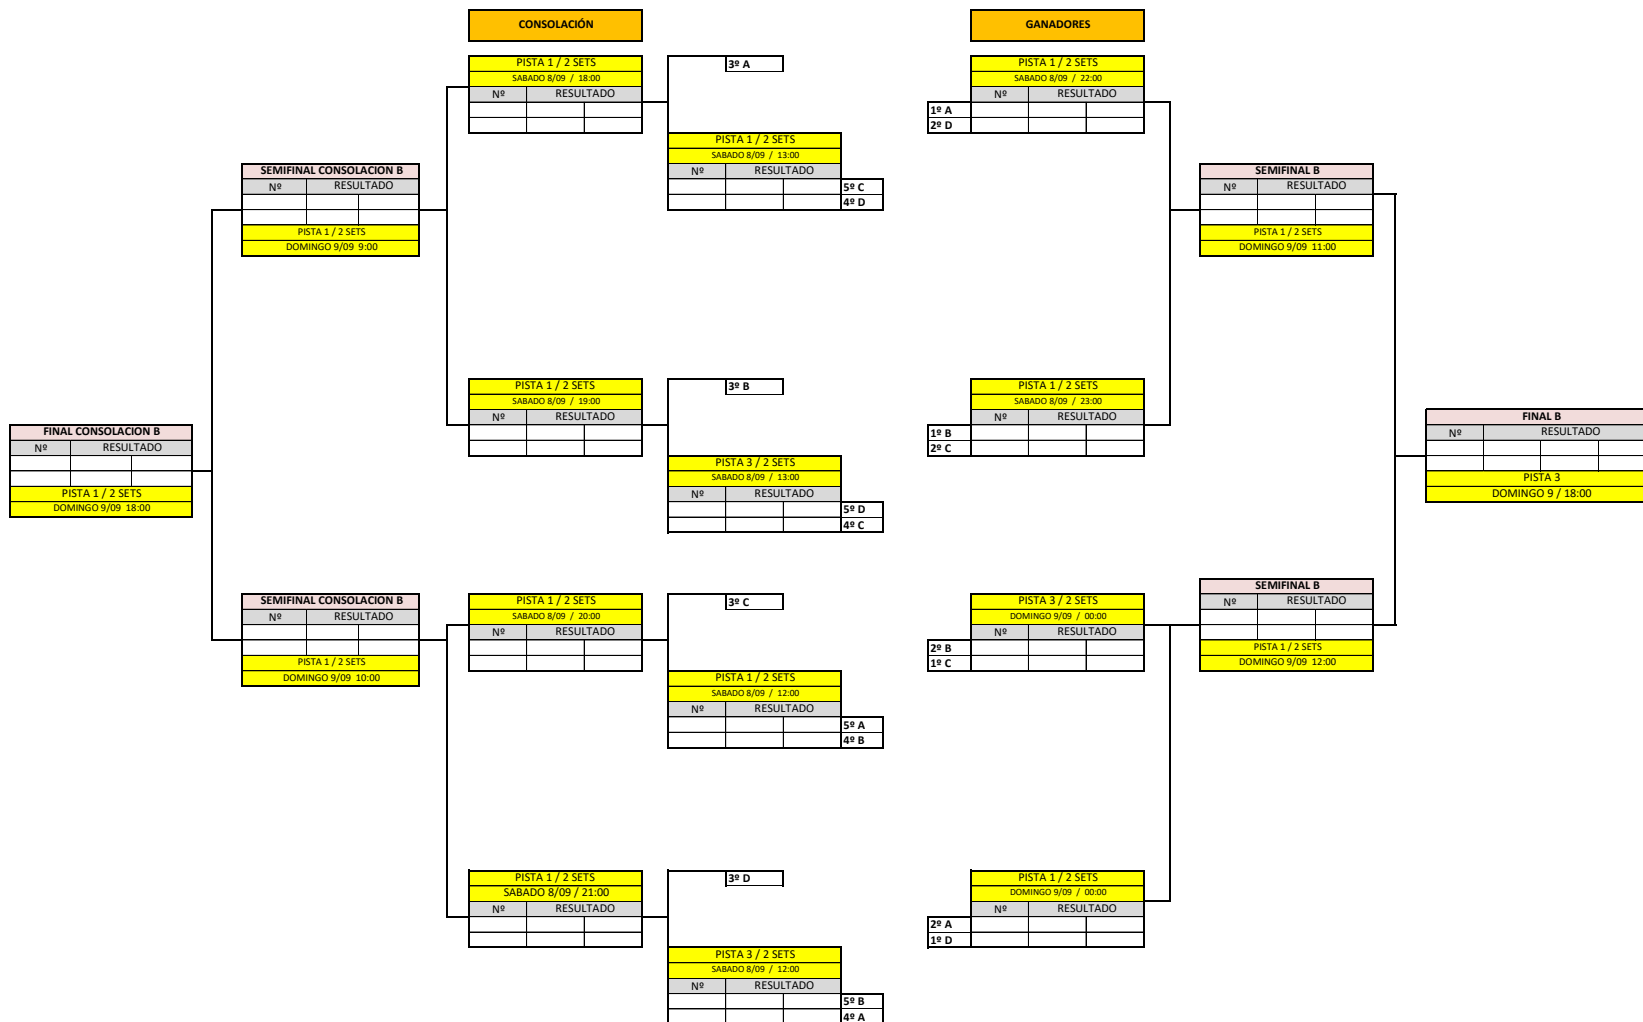 CONSOLACIÓN
GANADORES
PISTA 1 / 2 SETS
SABADO 8/09 / 18:00
Nº RESULTADO
3º A
PISTA 1 / 2 SETS
SABADO 8/09 / 13:00
Nº RESULTADO
5º C
4º D
PISTA 1 / 2 SETS
SABADO 8/09 / 22:00
Nº RESULTADO
1º A
2º D
SEMIFINAL CONSOLACION B
Nº RESULTADO
PISTA 1 / 2 SETS
DOMINGO 9/09 9:00
SEMIFINAL B
Nº RESULTADO
PISTA 1 / 2 SETS
DOMINGO 9/09 11:00
PISTA 1 / 2 SETS
SABADO 8/09 / 19:00
Nº RESULTADO
3º B
PISTA 3 / 2 SETS
SABADO 8/09 / 13:00
Nº RESULTADO
5º D
4º C
PISTA 1 / 2 SETS
SABADO 8/09 / 23:00
Nº RESULTADO
1º B
2º C
FINAL CONSOLACION B
Nº RESULTADO
PISTA 1 / 2 SETS
DOMINGO 9/09 18:00
FINAL B
Nº RESULTADO
PISTA 3
DOMINGO 9 / 18:00
SEMIFINAL CONSOLACION B
Nº RESULTADO
PISTA 1 / 2 SETS
DOMINGO 9/09 10:00
PISTA 1 / 2 SETS
SABADO 8/09 / 20:00
Nº RESULTADO
3º C
PISTA 1 / 2 SETS
SABADO 8/09 / 12:00
Nº RESULTADO
5º A
4º B
PISTA 3 / 2 SETS
DOMINGO 9/09 / 00:00
Nº RESULTADO
2º B
1º C
SEMIFINAL B
Nº RESULTADO
PISTA 1 / 2 SETS
DOMINGO 9/09 12:00
PISTA 1 / 2 SETS
SABADO 8/09 / 21:00
Nº RESULTADO
3º D
PISTA 3 / 2 SETS
SABADO 8/09 / 12:00
Nº RESULTADO
5º B
4º A
PISTA 1 / 2 SETS
DOMINGO 9/09 / 00:00
Nº RESULTADO
2º A
1º D